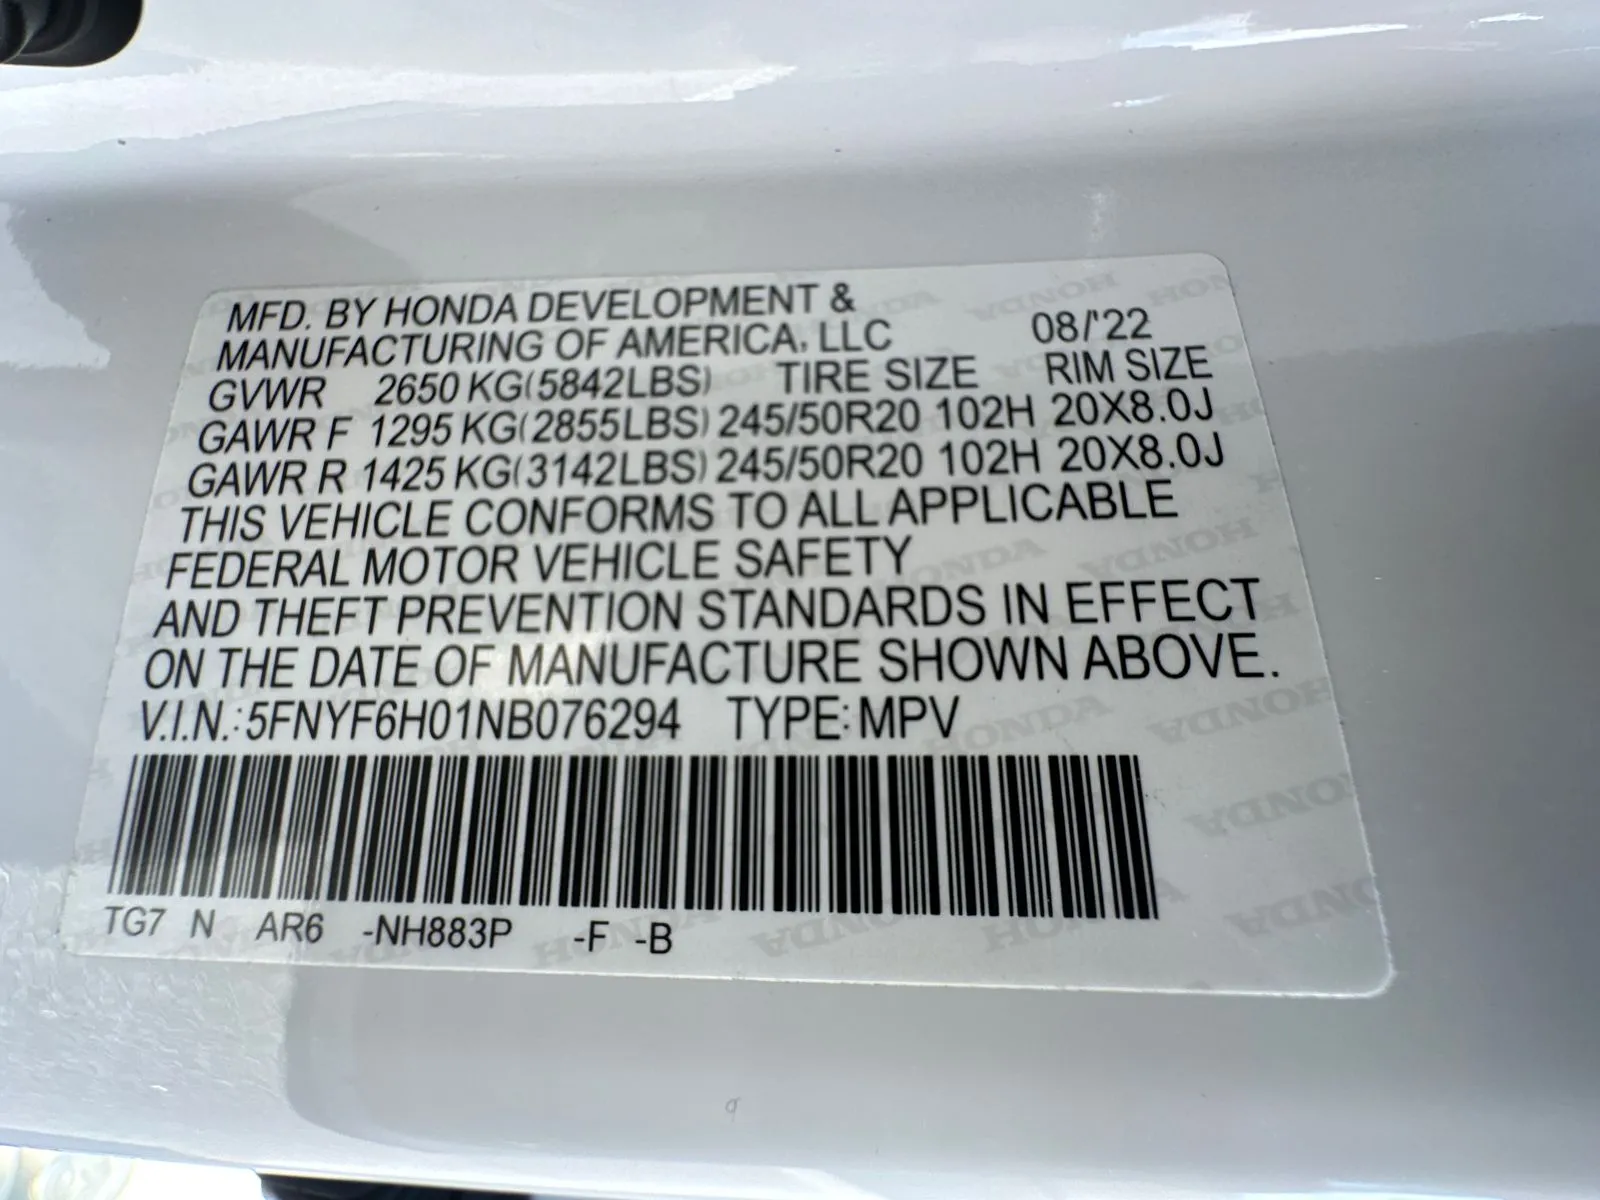 MFD. BY HONDA DEVELOPMENT &
MANUFACTURING OF AMERICA, LLC 08/'22
GVWR 2650 KG(5842LBS) TIRE SIZE RIM SIZE
GAWR F 1295 KG(2855LBS) 245/50R20 102H 20X8.0J
GAWR R 1425 KG(3142LBS) 245/50R20 102H 20X8.0J
THIS VEHICLE CONFORMS TO ALL APPLICABLE
FEDERAL MOTOR VEHICLE SAFETY
AND THEFT PREVENTION STANDARDS IN EFFECT
ON THE DATE OF MANUFACTURE SHOWN ABOVE.
V.I.N.: 5FNYF6H01NB076294 TYPE: MPV
TG7 N AR6 -NH883P -F -B